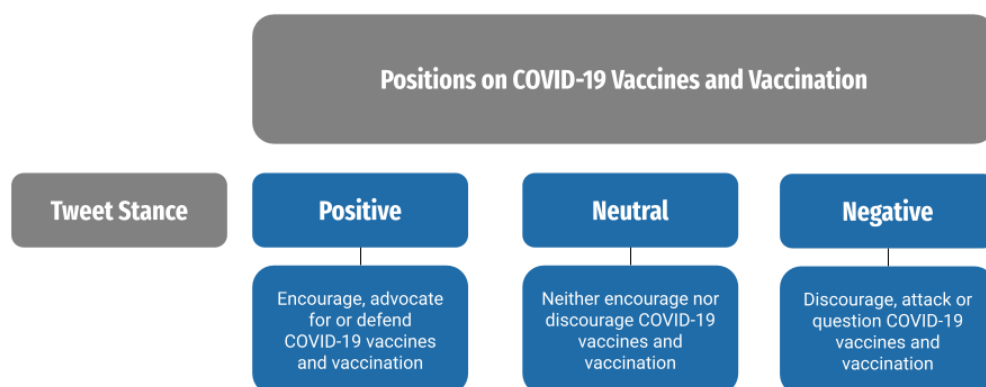 Positions on COVID-19 Vaccines and Vaccination
Tweet Stance
Positive
Neutral
Negative
Encourage, advocate
for or defend
COVID-19 vaccines
and vaccination
Neither encourage nor
discourage COVID-19
vaccines and
vaccination
Discourage, attack or
question COVID-19
vaccines and
vaccination